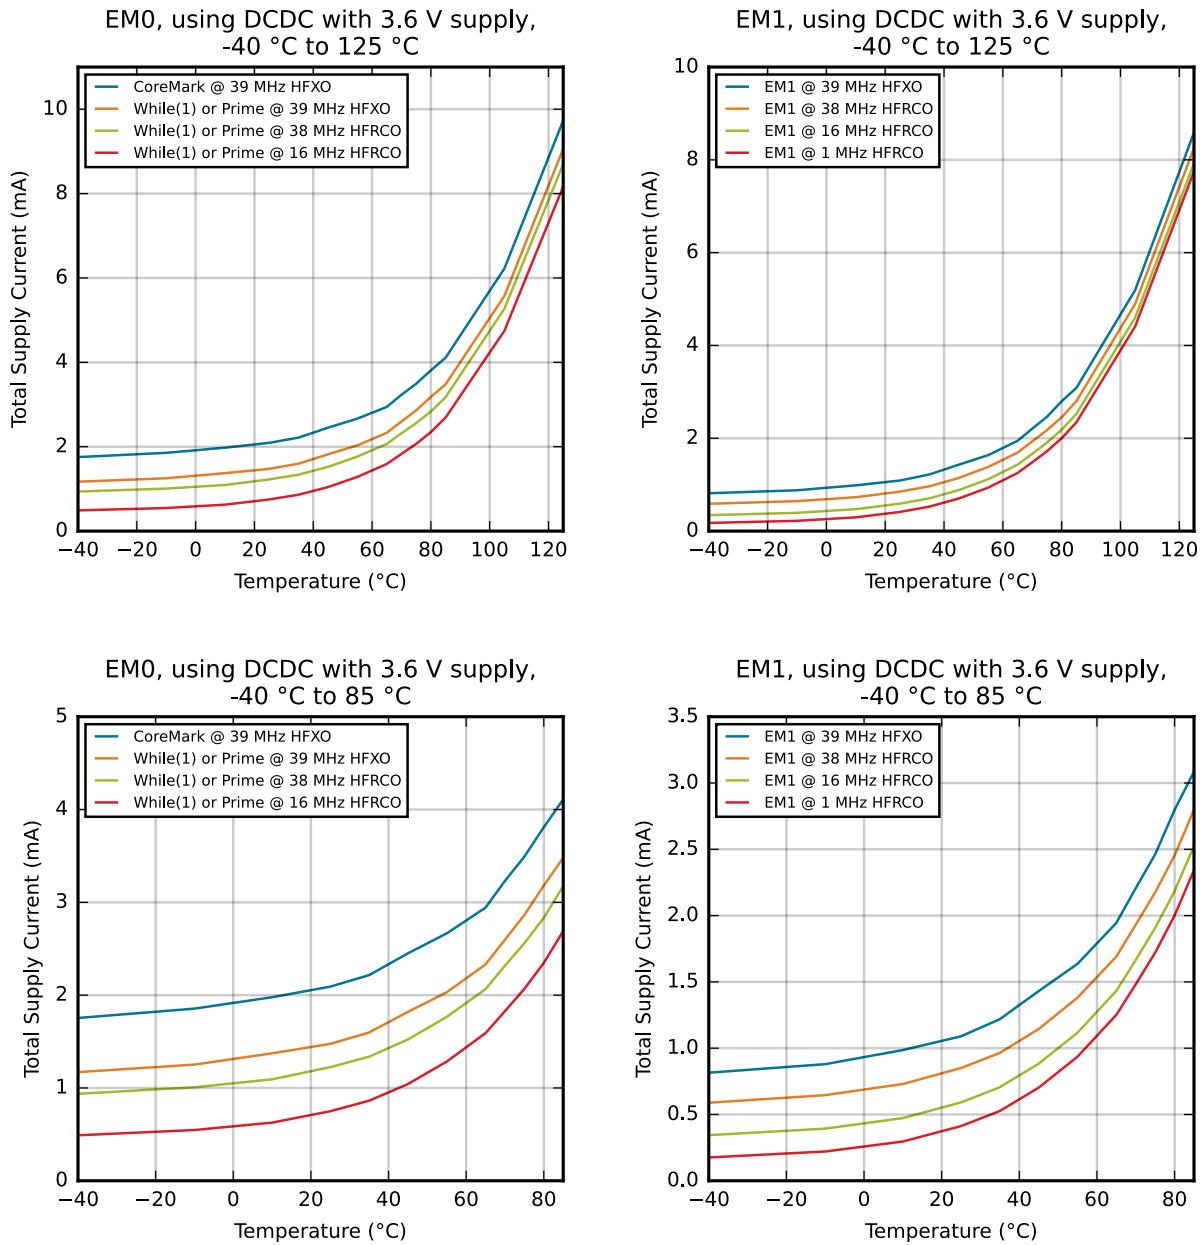 EM0, using DCDC with 3.6 V supply,
-40 °C to 125 °C
CoreMark @ 39 MHz HFXO
While(1) or Prime @ 39 MHz HFXO
While(1) or Prime @ 38 MHz HFRCO
While(1) or Prime @ 16 MHz HFRCO
Total Supply Current (mA)
10
8
6
4
2
0
−40 −20 0 20 40 60 80 100 120
Temperature (°C)
EM1, using DCDC with 3.6 V supply,
-40 °C to 125 °C
EM1 @ 39 MHz HFXO
EM1 @ 38 MHz HFRCO
EM1 @ 16 MHz HFRCO
EM1 @ 1 MHz HFRCO
Total Supply Current (mA)
10
8
6
4
2
0
−40 −20 0 20 40 60 80 100 120
Temperature (°C)
EM0, using DCDC with 3.6 V supply,
-40 °C to 85 °C
CoreMark @ 39 MHz HFXO
While(1) or Prime @ 39 MHz HFXO
While(1) or Prime @ 38 MHz HFRCO
While(1) or Prime @ 16 MHz HFRCO
Total Supply Current (mA)
5
4
3
2
1
0
−40 −20 0 20 40 60 80
Temperature (°C)
EM1, using DCDC with 3.6 V supply,
-40 °C to 85 °C
EM1 @ 39 MHz HFXO
EM1 @ 38 MHz HFRCO
EM1 @ 16 MHz HFRCO
EM1 @ 1 MHz HFRCO
Total Supply Current (mA)
3.5
3.0
2.5
2.0
1.5
1.0
0.5
0.0
−40 −20 0 20 40 60 80
Temperature (°C)